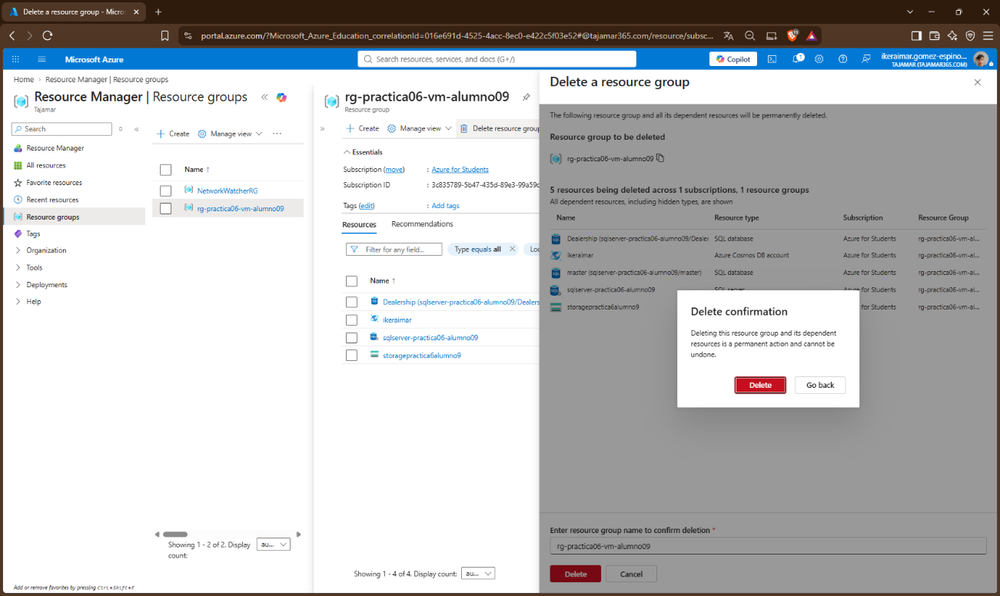 Delete a resource group - Micro
portal.azure.com/?Microsoft_Azure_Education_correlationId=016e691d-4525-4acc-8ec0-e422c5f03e52#@tajamar365.com/resource/subsc...
Microsoft Azure
Search resources, services, and docs (G+/)
Copilot
1
ikeraimar.gomez-espino...
TAJAMAR (TAJAMAR365.COM)
Home > Resource Manager | Resource groups
Resource Manager | Resource groups
Tajamar
Search
Resource Manager
All resources
Favorite resources
Recent resources
Resource groups
Tags
Organization
Tools
Deployments
Help
Add or remove favorites by pressing Ctrl+Shift+F
Create
Manage view
...
Name ↑
NetworkWatcherRG
rg-practica06-vm-alumno09
Showing 1 - 2 of 2. Display count:
au...
rg-practica06-vm-alumno09
Resource group
Create
Manage view
Delete resource group
Essentials
Subscription (move) : Azure for Students
Subscription ID : 3c835789-5b47-435d-89e3-99a59c
Tags (edit) : Add tags
Resources
Recommendations
Filter for any field...
Type equals all
Loc
Name ↑
Dealership (sqlserver-practica06-alumno09/Dealers
ikeraimar
sqlserver-practica06-alumno09
storagepractica6alumno9
Showing 1 - 4 of 4. Display count:
au...
Delete a resource group
The following resource group and all its dependent resources will be permanently deleted.
Resource group to be deleted
rg-practica06-vm-alumno09
5 resources being deleted across 1 subscriptions, 1 resource groups
All dependent resources, including hidden types, are shown
Name Resource type Subscription Resource Group
Dealership (sqlserver-practica06-alumno09/Dealer SQL database Azure for Students rg-practica06-vm-al...
ikeraimar Azure Cosmos DB account Azure for Students rg-practica06-vm-al...
master (sqlserver-practica06-alumno09/master) SQL database Azure for Students rg-practica06-vm-al...
sqlserver-practica06-alumno09 SQL server Azure for Students rg-practica06-vm-al...
storagepractica6alumno9 for Students rg-practica06-vm-al...
Delete confirmation
Deleting this resource group and its dependent
resources is a permanent action and cannot be
undone.
Delete
Go back
Enter resource group name to confirm deletion *
rg-practica06-vm-alumno09
Delete
Cancel